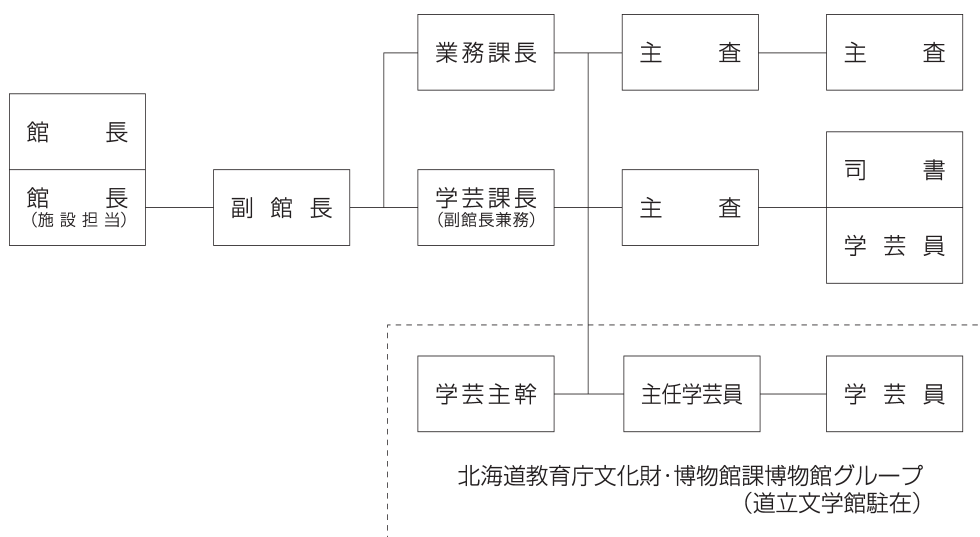 館長
館長
（施設担当）
副館長
業務課長
主査
主査
学芸課長
（副館長兼務）
主査
司書
学芸員
学芸主幹
主任学芸員
学芸員
北海道教育庁文化財・博物館課博物館グループ
（道立文学館駐在）